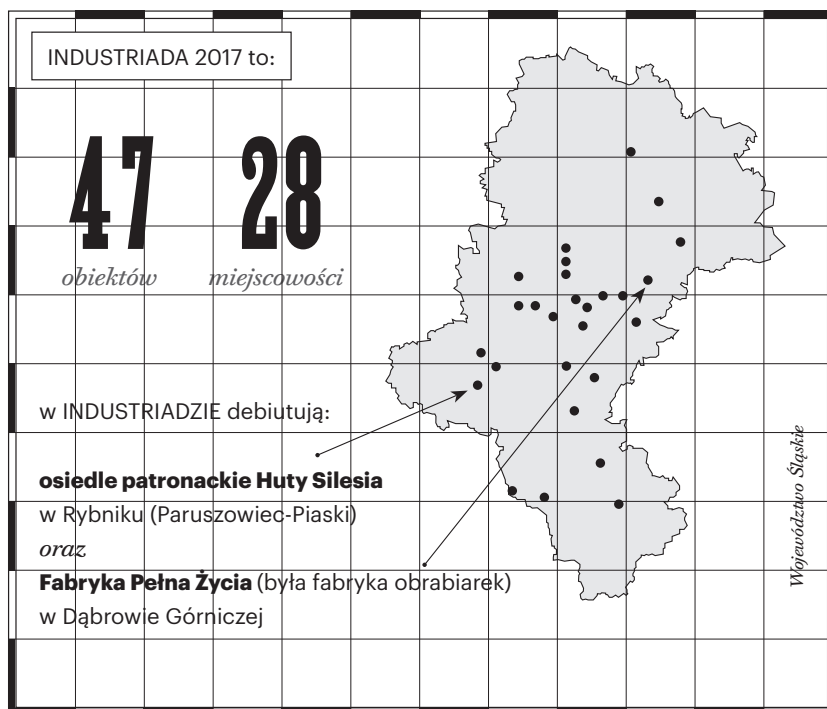 INDUSTRIADA 2017 to:
47 28
obiektów miejscowości
w INDUSTRIADZIE debiutują:
osiedle patronackie Huty Silesia
w Rybniku (Paruszowiec-Piaski)
oraz
Fabryka Pełna Życia (była fabryka obrabiarek)
w Dąbrowie Górniczej
Województwo Śląskie